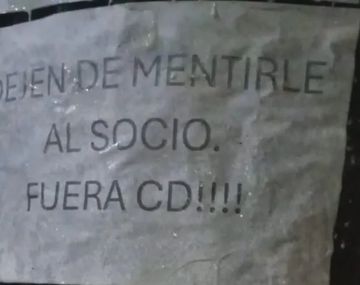 DEJEN DE MENTIRLE
AL SOCIO.
FUERA CD!!!!